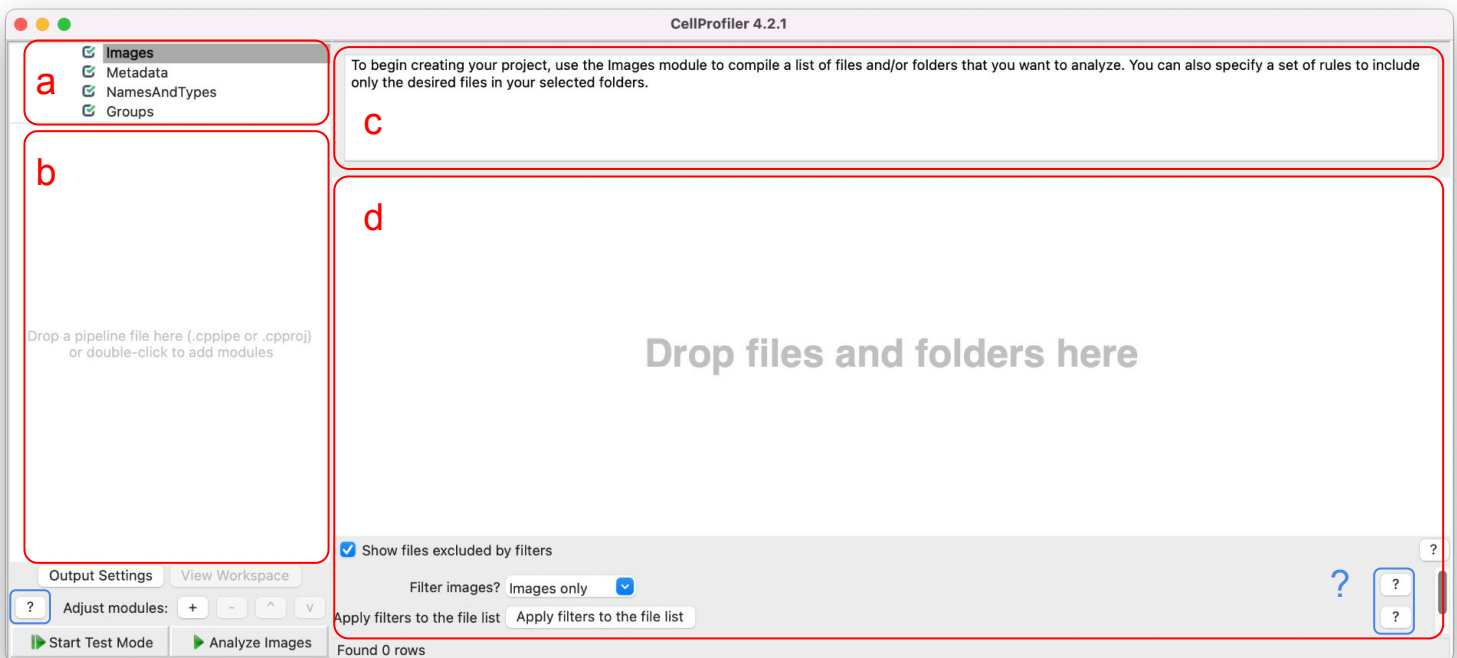 CellProfiler 4.2.1
a
Images
Metadata
NamesAndTypes
Groups
b
Drop a pipeline file here (.cppipe or .cpproj)
or double-click to add modules
Output Settings
View Workspace
?
Adjust modules:
+
-
^
v
Start Test Mode
Analyze Images
To begin creating your project, use the Images module to compile a list of files and/or folders that you want to analyze. You can also specify a set of rules to include
only the desired files in your selected folders.
c
d
Drop files and folders here
Show files excluded by filters
?
Filter images?
Images only
?
?
Apply filters to the file list
Apply filters to the file list
?
Found 0 rows